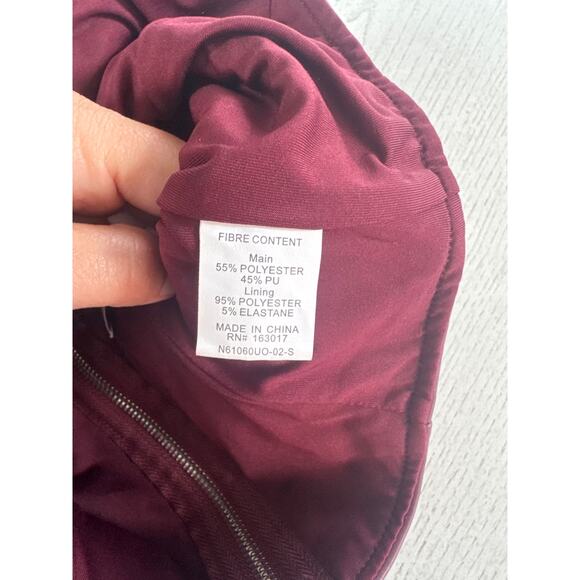 FIBRE CONTENT
Main
55% POLYESTER
45% PU
Lining
95% POLYESTER
5% ELASTANE
MADE IN CHINA
RN# 163017
N61060UO-02-S